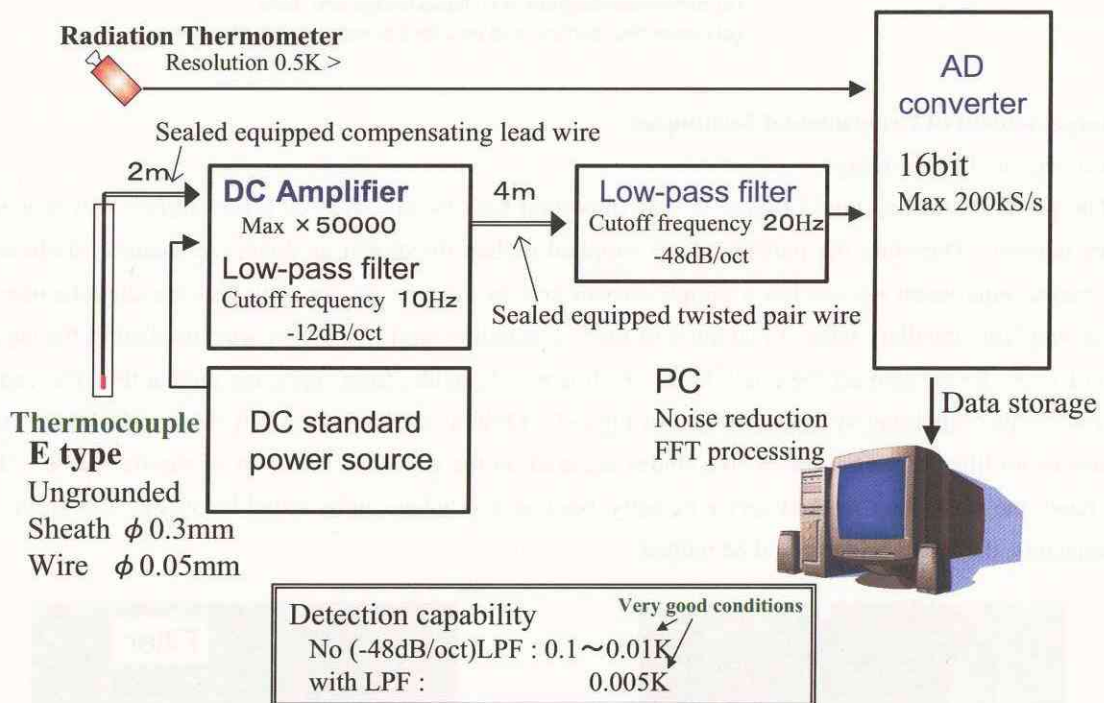 Radiation Thermometer
Resolution 0.5K >
AD
converter
16bit
Max 200kS/s
Sealed equipped compensating lead wire
2m
DC Amplifier
Max ×50000
Low-pass filter
Cutoff frequency 10Hz
-12dB/oct
4m
Low-pass filter
Cutoff frequency 20Hz
-48dB/oct
Sealed equipped twisted pair wire
DC standard
power source
Thermocouple
E type
Ungrounded
Sheath φ0.3mm
Wire φ0.05mm
PC
Noise reduction
FFT processing
Data storage
Detection capability
Very good conditions
No (-48dB/oct)LPF : 0.1~0.01K
with LPF : 0.005K